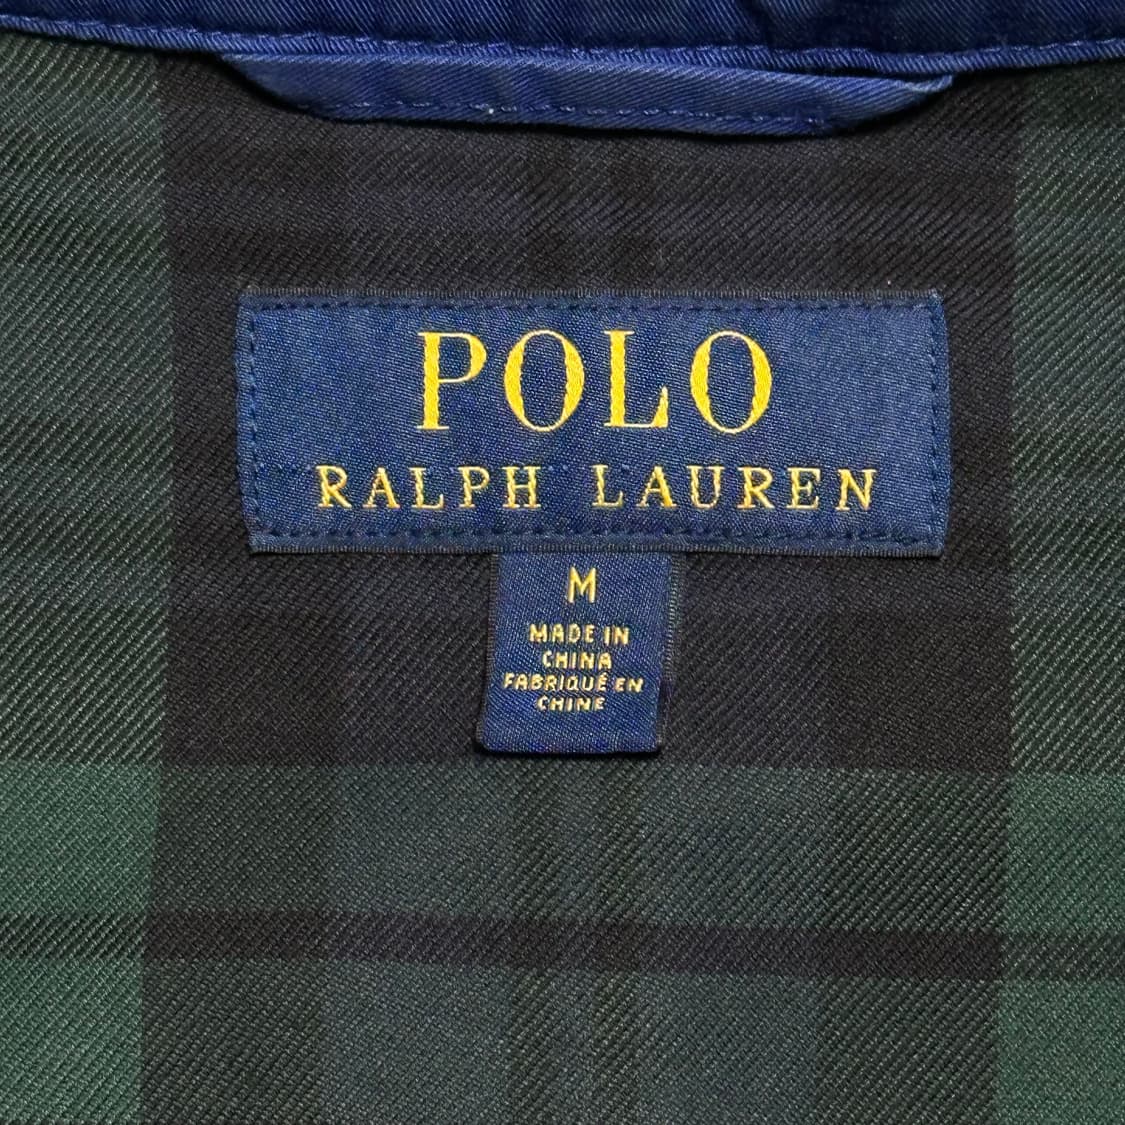 POLO
RALPH LAUREN
M
MADE IN
CHINA
FABRIQUÉ EN
CHINE